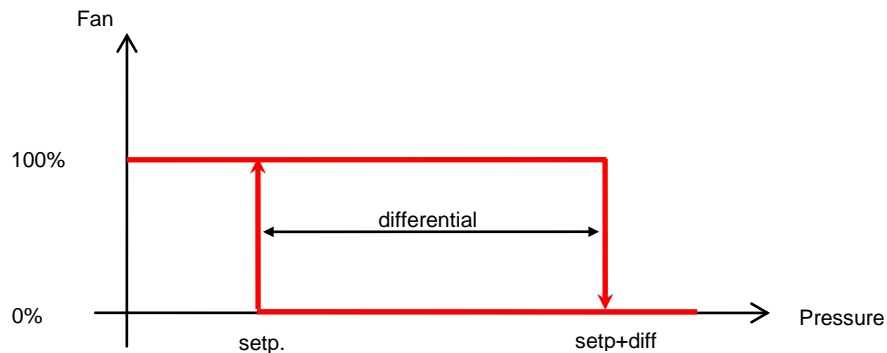 Fan
100%
differential
0%
Pressure
setp.
setp+diff